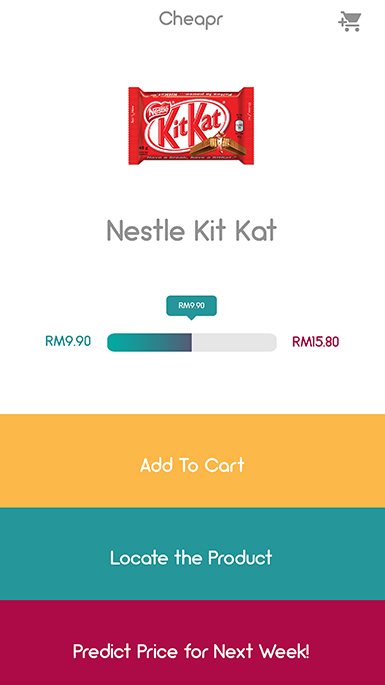 Cheapr
Nestle
KitKat
Have a break, have a KitKat
Nestle Kit Kat
RM9.90
RM9.90
RM15.80
Add To Cart
Locate the Product
Predict Price for Next Week!